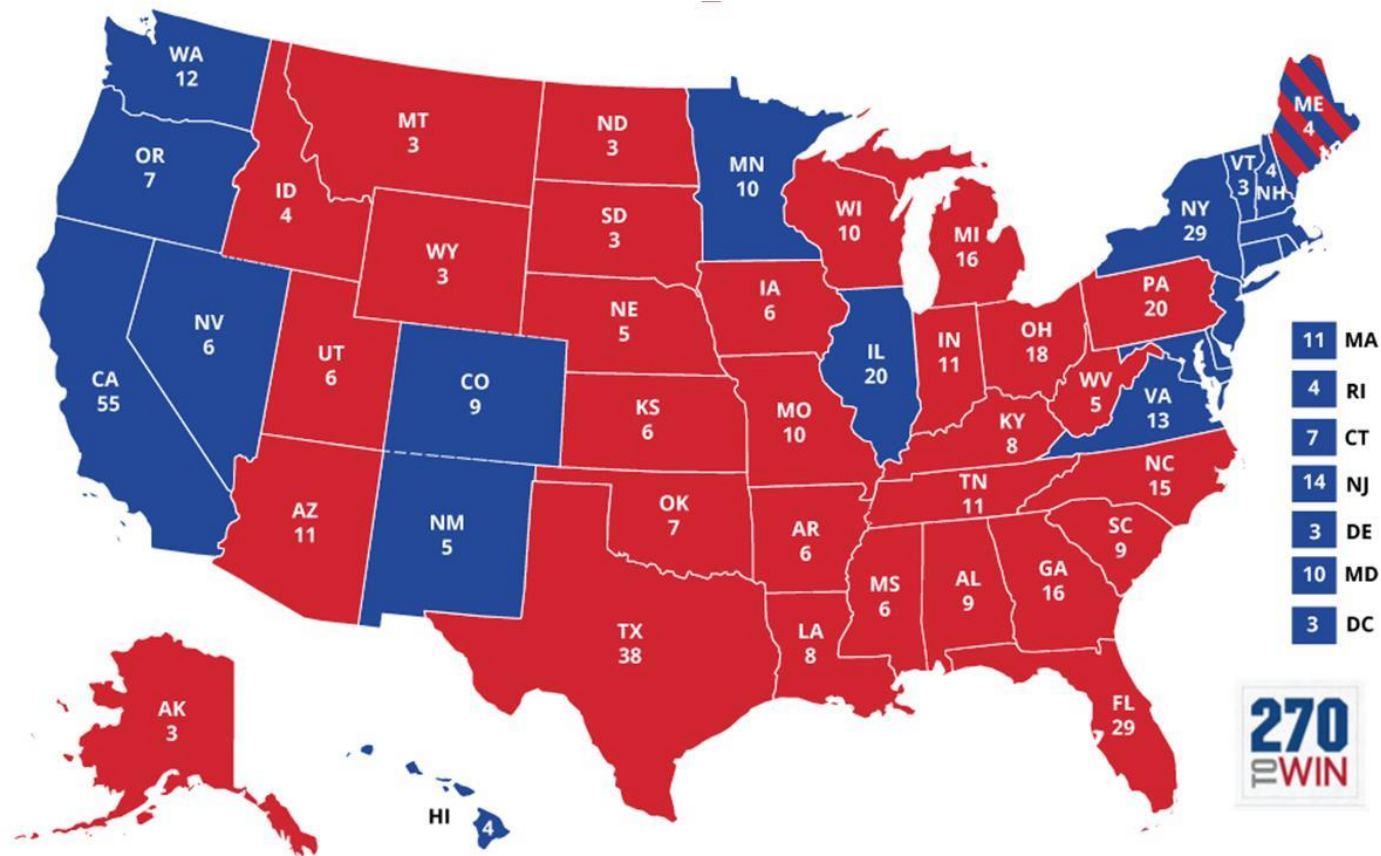 WA
12
OR
7
CA
55
NV
6
ID
4
MT
3
WY
3
UT
6
AZ
11
CO
9
NM
5
ND
3
SD
3
NE
5
KS
6
OK
7
TX
38
MN
10
IA
6
MO
10
AR
6
LA
8
WI
10
IL
20
MI
16
IN
11
OH
18
KY
8
TN
11
MS
6
AL
9
GA
16
FL
29
SC
9
NC
15
VA
13
WV
5
PA
20
NY
29
VT
3
4
NH
ME
4
11 MA
4 RI
7 CT
14 NJ
3 DE
10 MD
3 DC
AK
3
HI
4
270
TO WIN